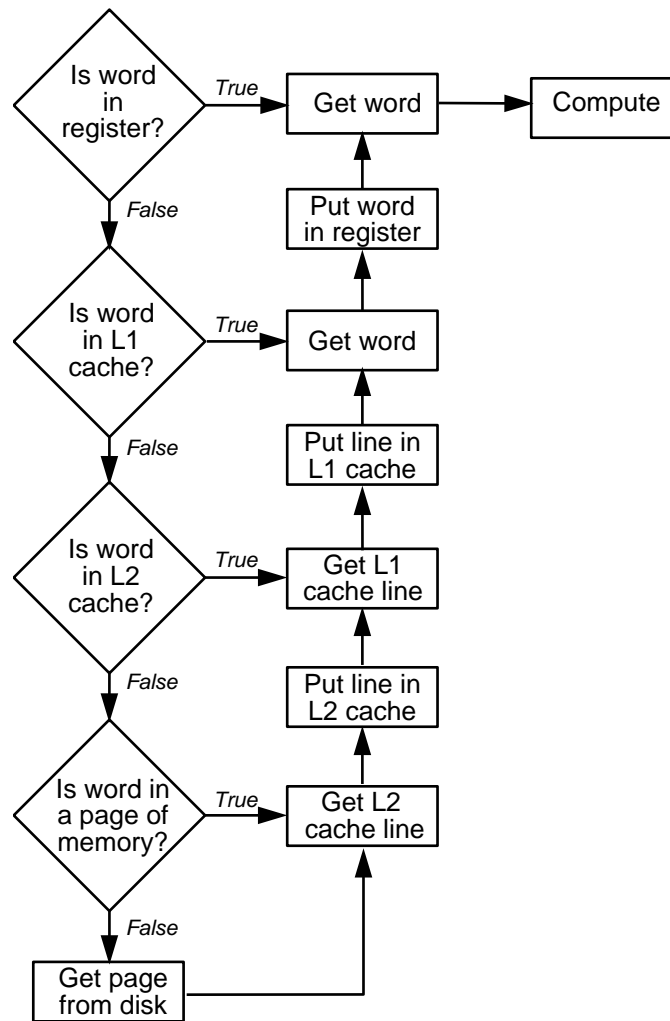 Is word
in
register?
True
Get word
Compute
False
Put word
in register
Is word
in L1
cache?
True
Get word
False
Put line in
L1 cache
Is word
in L2
cache?
True
Get L1
cache line
False
Put line in
L2 cache
Is word in
a page of
memory?
True
Get L2
cache line
False
Get page
from disk